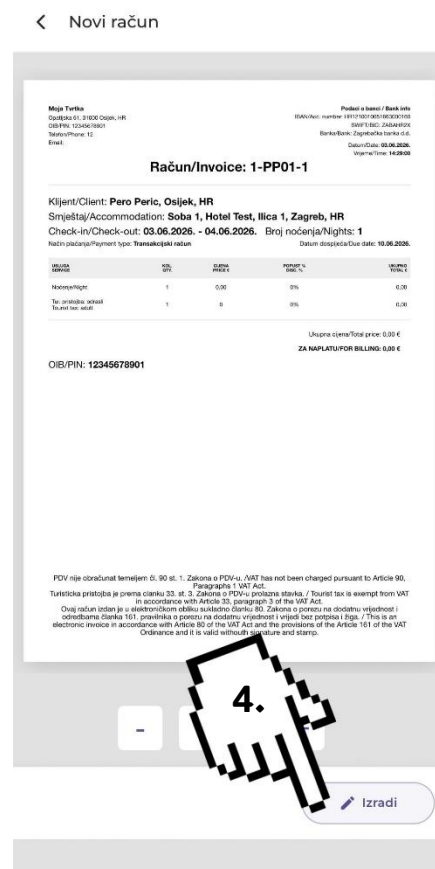 Novi račun
Moja Tvrtka
Opatijska 61, 31000 Osijek, HR
OIB/PIN: 12345678901
Telefon/Phone: 12
Email:
Podaci o banci / Bank info
SWIFT/BIC: ZABAHR2X
Banka/Bank: Zagrebačka banka d.d.
Datum/Date: 03.06.2026.
Vrijeme/Time: 14:28:00
Račun/Invoice: 1-PP01-1
Klijent/Client: Pero Peric, Osijek, HR
Smještaj/Accommodation: Soba 1, Hotel Test, Ilica 1, Zagreb, HR
Check-in/Check-out: 03.06.2026. - 04.06.2026. Broj noćenja/Nights: 1
Način plaćanja/Payment type: Transakcijski račun Datum dospijeća/Due date: 10.06.2026.
USLUGA KOL. CIJENA POPUST % UKUPNO
SERVICE QTY. PRICE € DISC. % TOTAL €
Noćenje/Night 1 0,00 0% 0,00
Tur. pristojba: odrasli
Tourist tax: adult 1 0 0% 0,00
Ukupna cijena/Total price: 0,00 €
ZA NAPLATU/FOR BILLING: 0,00 €
OIB/PIN: 12345678901
PDV nije obračunat temeljem čl. 90 st. 1. Zakona o PDV-u. /VAT has not been charged pursuant to Article 90,
Paragraphs 1 VAT Act.
Turisticka pristojba je prema clanku 33. st. 3. Zakona o PDV-u prolazna stavka. / Tourist tax is exempt from VAT
in accordance with Article 33, paragraph 3 of the VAT Act.
Ovaj račun izdan je u elektroničkom obliku sukladno članku 80. Zakona o porezu na dodatnu vrijednost i
odredbama članka 161. pravilnika o porezu na dodatnu vrijednost i vrijedi bez potpisa i žiga. / This is an
electronic invoice in accordance with Article 80 of the VAT Act and the provisions of the Article 161 of the VAT
Ordinance and it is valid withouth signature and stamp.
4.
-
Izradi